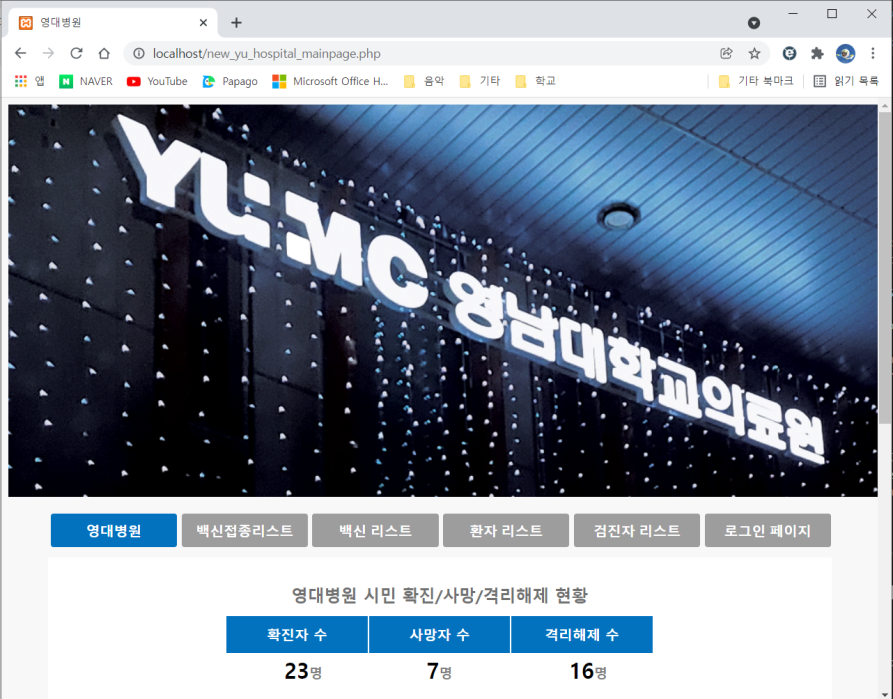 영대병원
localhost/new_yu_hospital_mainpage.php
앱 NAVER YouTube Papago Microsoft Office H... 음악 기타 학교 기타 북마크 읽기 목록
YUMC 영남대학교의료원
영대병원 백신접종리스트 백신 리스트 환자 리스트 검진자 리스트 로그인 페이지
영대병원 시민 확진/사망/격리해제 현황
확진자 수 사망자 수 격리해제 수
23명 7명 16명